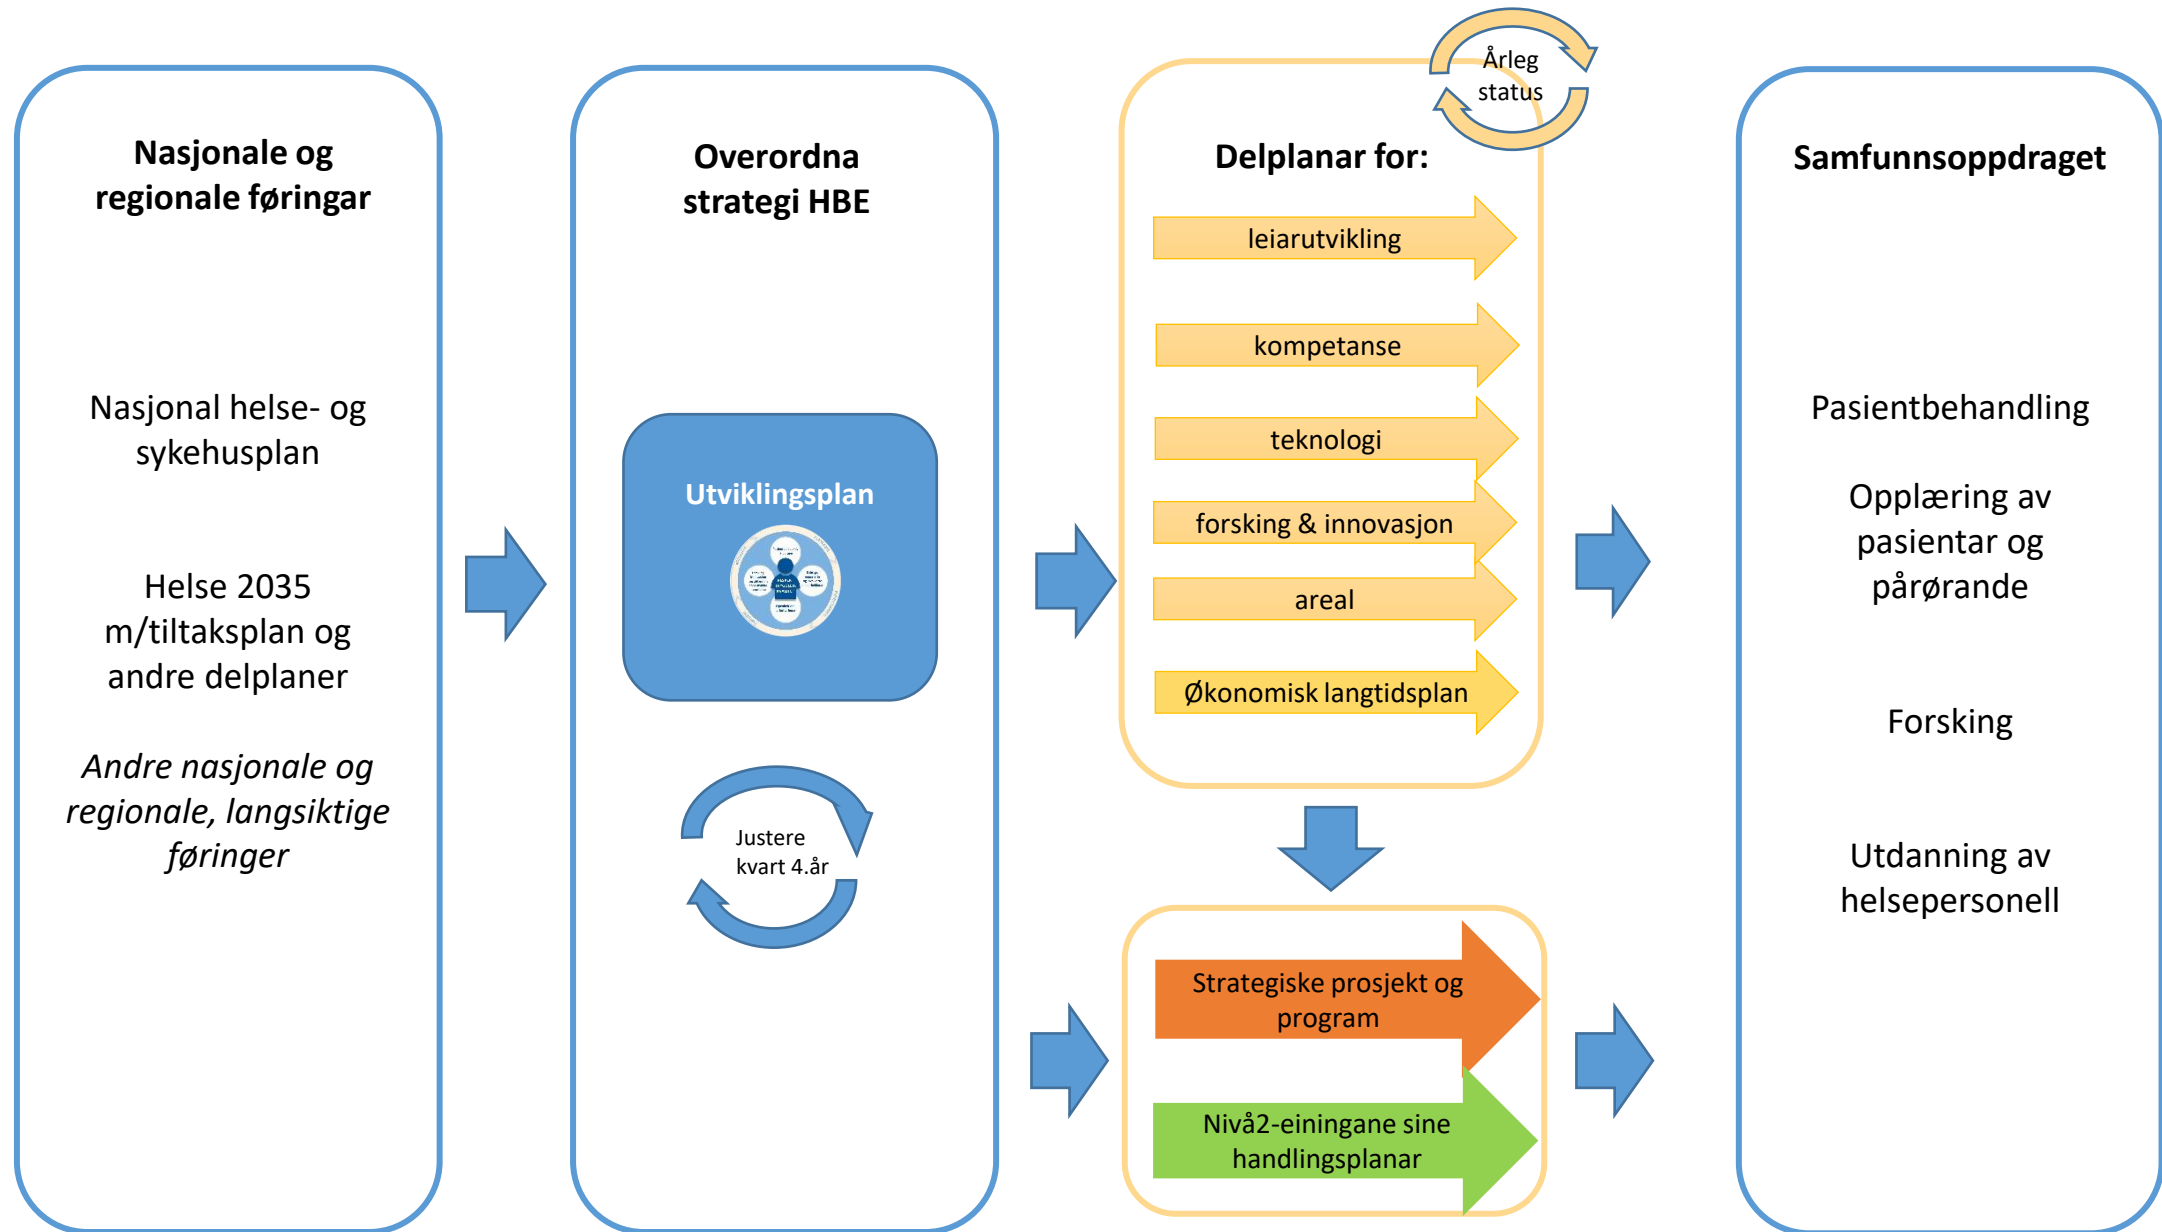 Nasjonale og
regionale føringar
Nasjonal helse- og
sykehusplan
Helse 2035
m/tiltaksplan og
andre delplaner
Andre nasjonale og
regionale, langsiktige
føringer
Overordna
strategi HBE
Utviklingsplan
Justere
kvart 4.år
Årleg
status
Delplanar for:
leiarutvikling
kompetanse
teknologi
forsking & innovasjon
areal
Økonomisk langtidsplan
Strategiske prosjekt og
program
Nivå2-einingane sine
handlingsplanar
Samfunnsoppdraget
Pasientbehandling
Opplæring av
pasientar og
pårørande
Forsking
Utdanning av
helsepersonell